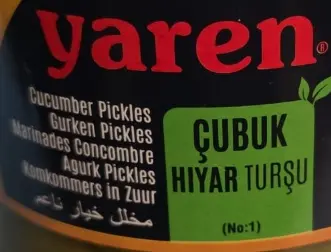 yaren®
Cucumber Pickles
Gurken Pickles
Marinades Concombre
Agurk Pickles
Komkommers in Zuur
مخلل خيار ناعم
ÇUBUK
HIYAR TURŞU
(No:1)